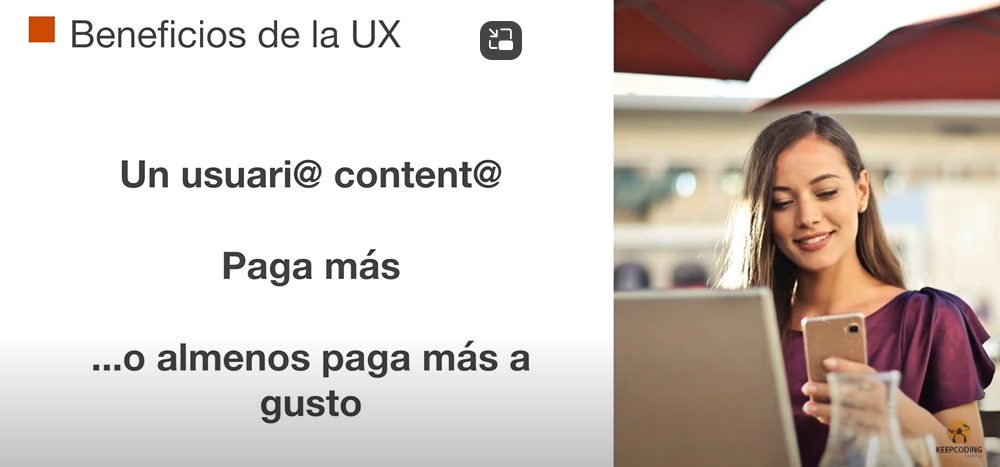 Beneficios de la UX
Un usuari@ content@
Paga más
...o almenos paga más a
gusto
KEEPCODING